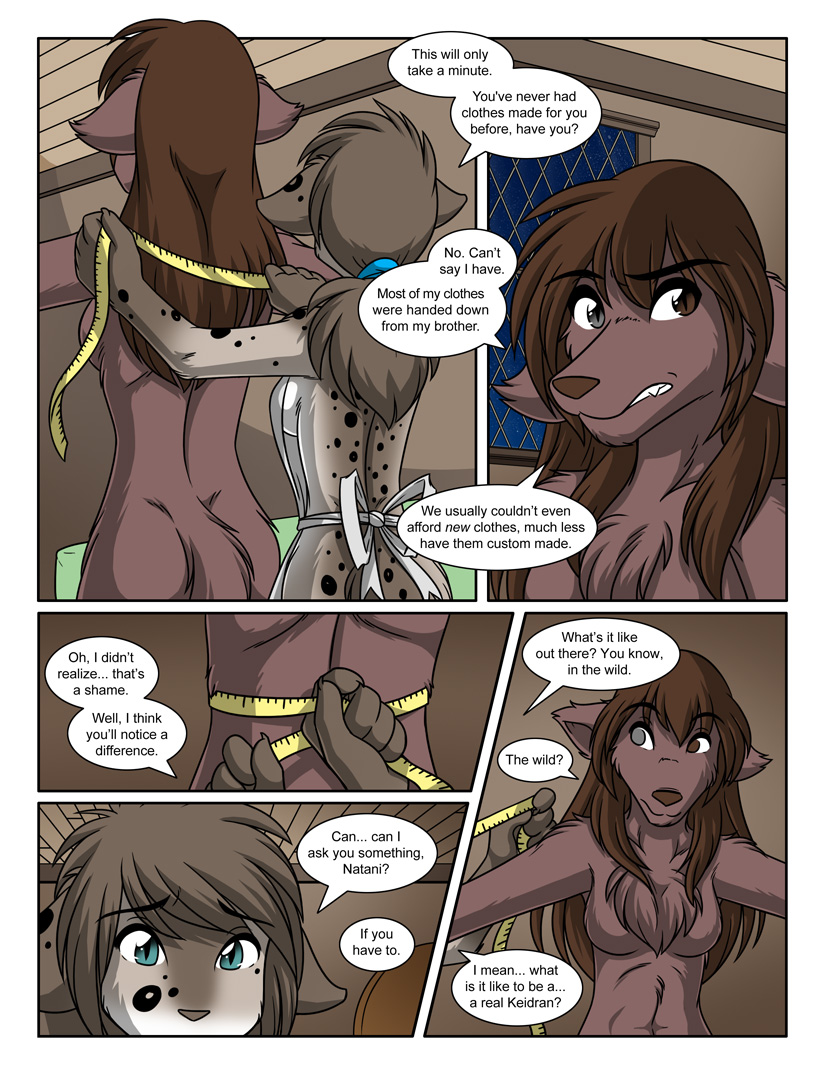 This will only
take a minute.
You've never had
clothes made for you
before, have you?
No. Can't
say I have.
Most of my clothes
were handed down
from my brother.
We usually couldn't even
afford new clothes, much less
have them custom made.
Oh, I didn't
realize... that's
a shame.
Well, I think
you'll notice a
difference.
Can... can I
ask you something,
Natani?
If you
have to.
What's it like
out there? You know,
in the wild.
The wild?
I mean... what
is it like to be a...
a real Keidran?